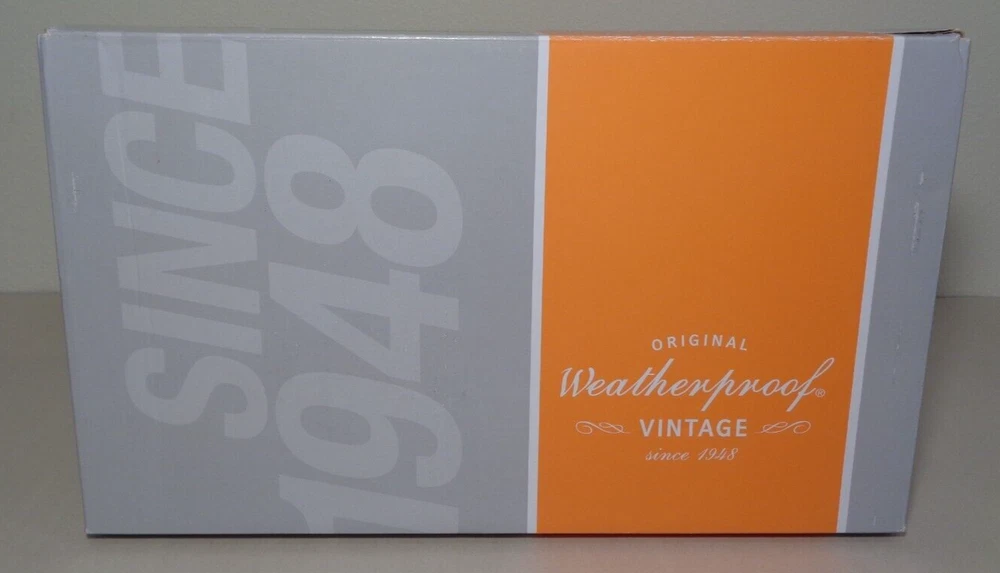 SINCE
1948
ORIGINAL
Weatherproof®
VINTAGE
since 1948